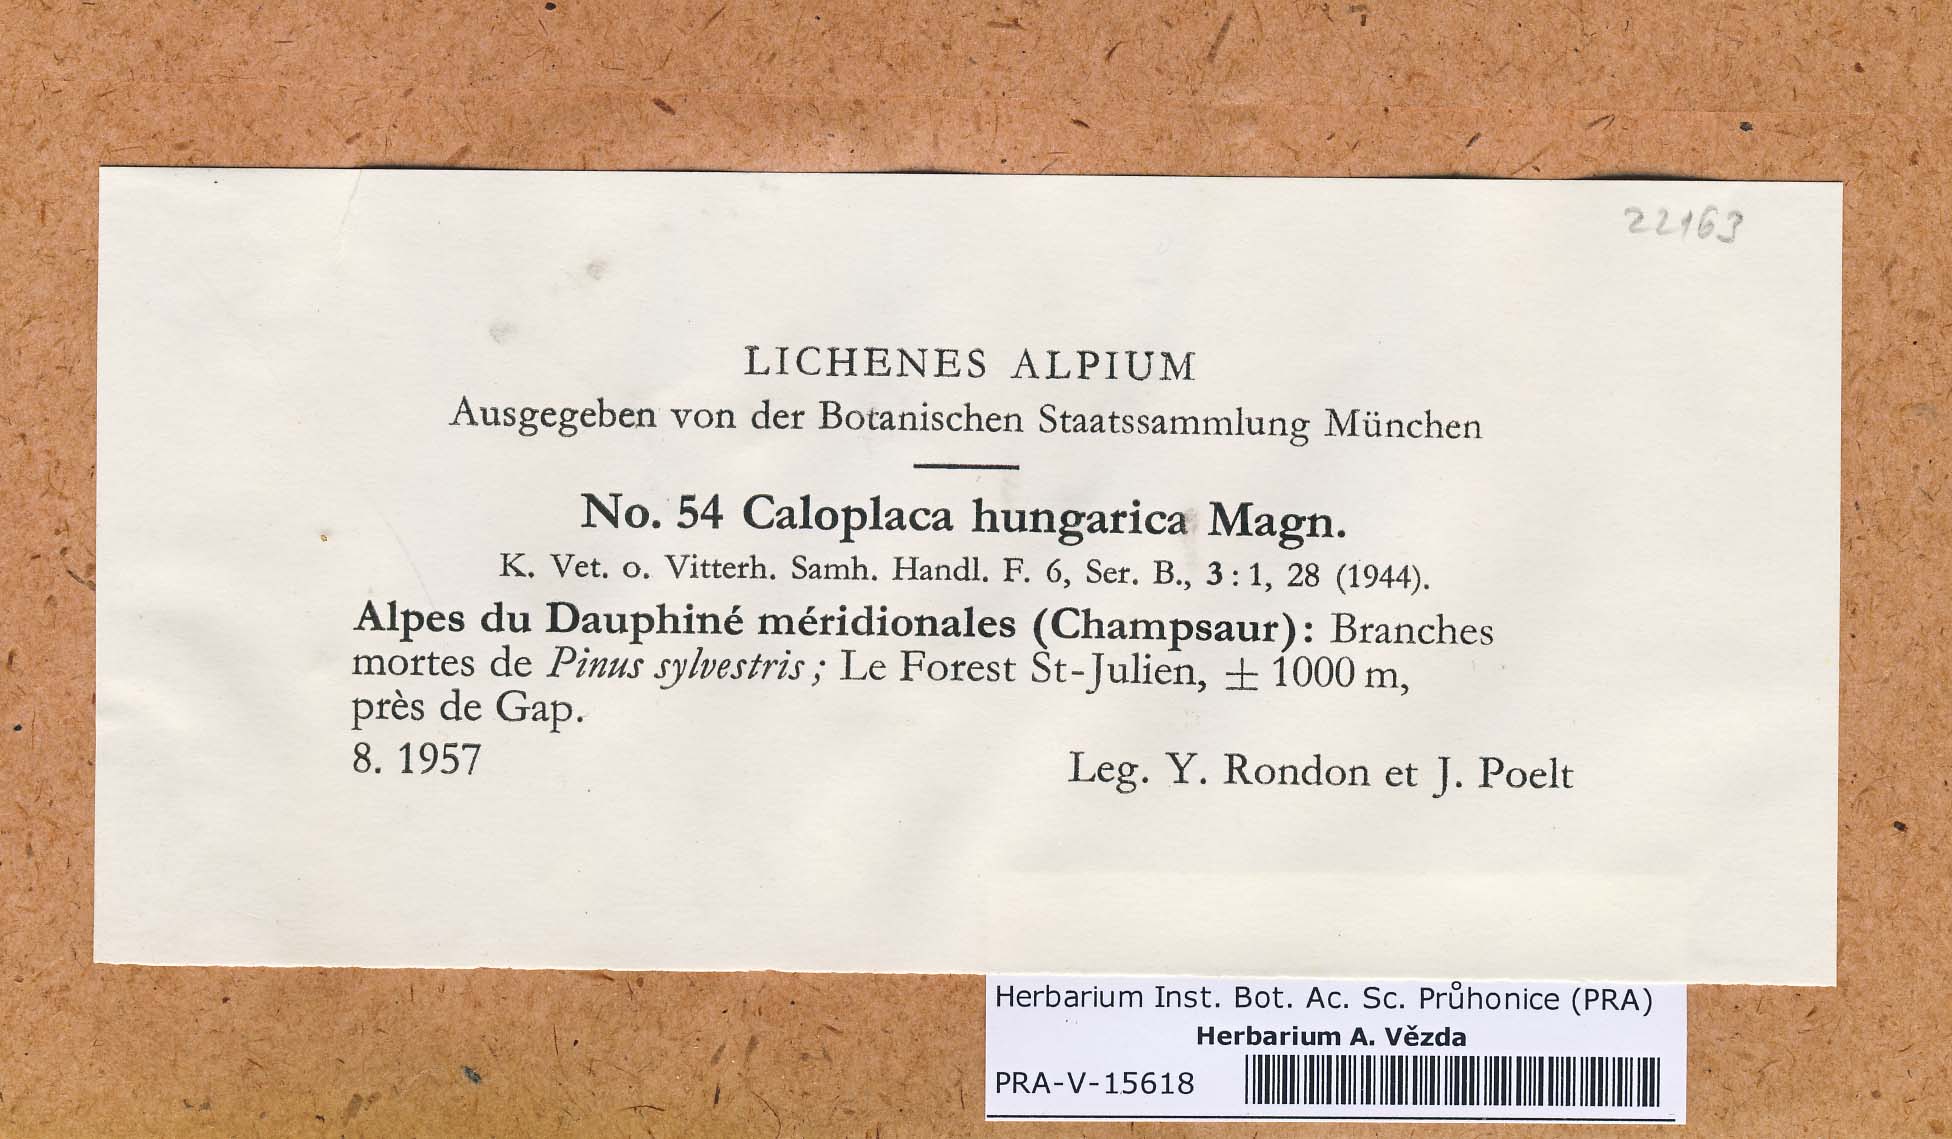 22163
LICHENES ALPIUM
Ausgegeben von der Botanischen Staatssammlung München
No. 54 Caloplaca hungarica Magn.
K. Vet. o. Vitterh. Samh. Handl. F. 6, Ser. B., 3 : 1, 28 (1944).
Alpes du Dauphiné méridionales (Champsaur): Branches
mortes de Pinus sylvestris; Le Forest St-Julien, ± 1000 m,
près de Gap.
8. 1957 Leg. Y. Rondon et J. Poelt
Herbarium Inst. Bot. Ac. Sc. Průhonice (PRA)
Herbarium A. Vězda
PRA-V-15618